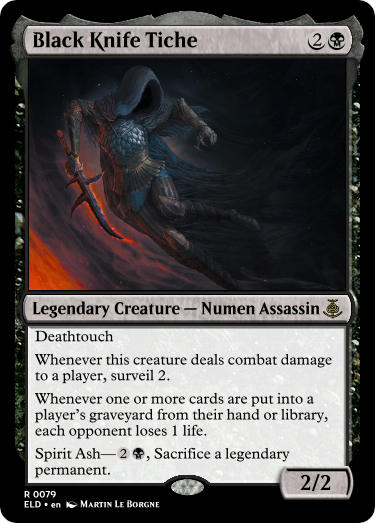 Black Knife Tiche 2
Legendary Creature — Numen Assassin
Deathtouch
Whenever this creature deals combat damage
to a player, surveil 2.
Whenever one or more cards are put into a
player's graveyard from their hand or library,
each opponent loses 1 life.
Spirit Ash— 2 , Sacrifice a legendary
permanent.
2/2
R 0079
ELD • en Martin Le Borgne